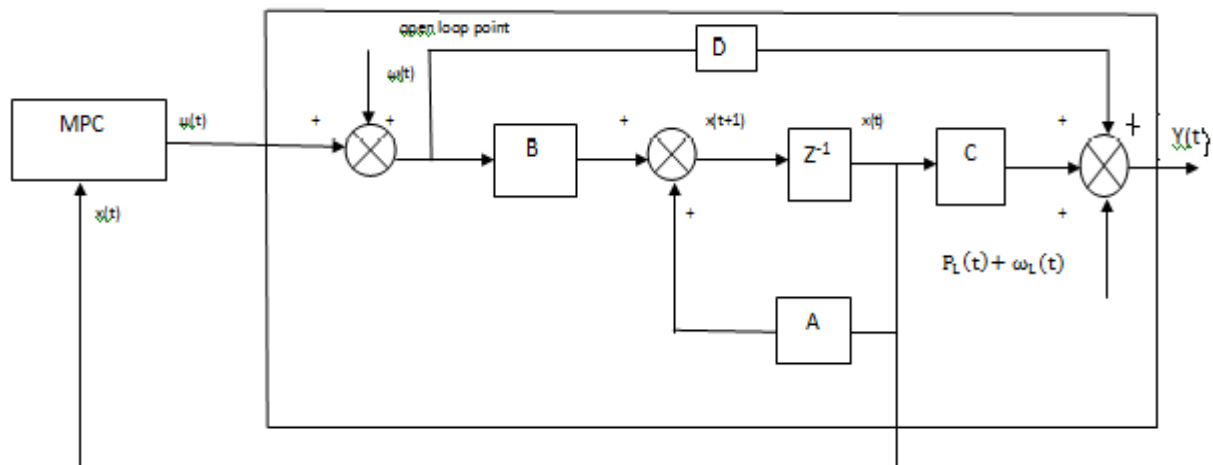 open loop point
D
ω(t)
MPC
μ(t)
+
+
B
+
x(t+1)
Z⁻¹
x(t)
C
+
+
Y(t)
x(t)
+
+
P_L(t) + ω_L(t)
A